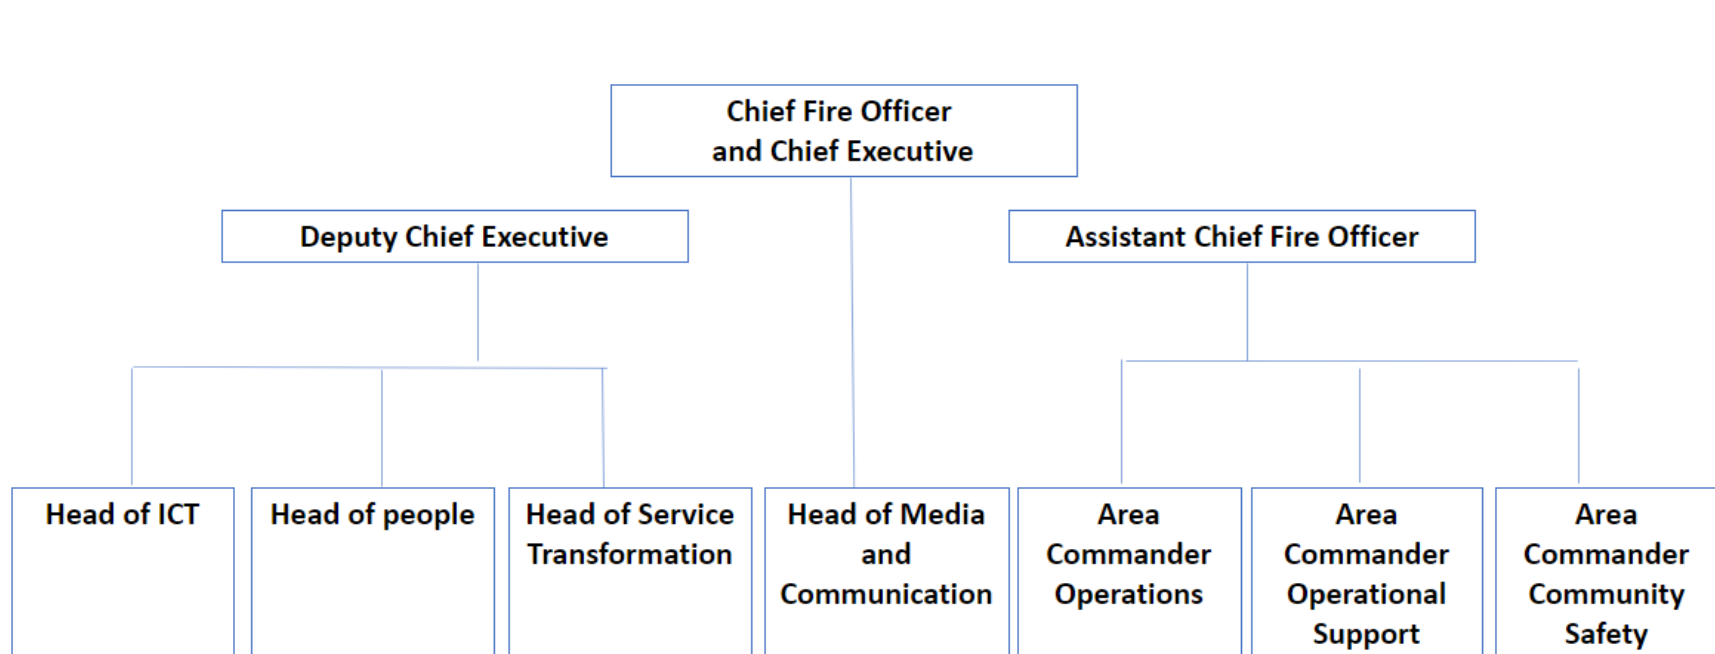 Chief Fire Officer
and Chief Executive
Deputy Chief Executive
Assistant Chief Fire Officer
Head of ICT
Head of people
Head of Service
Transformation
Head of Media
and
Communication
Area
Commander
Operations
Area
Commander
Operational
Support
Area
Commander
Community
Safety